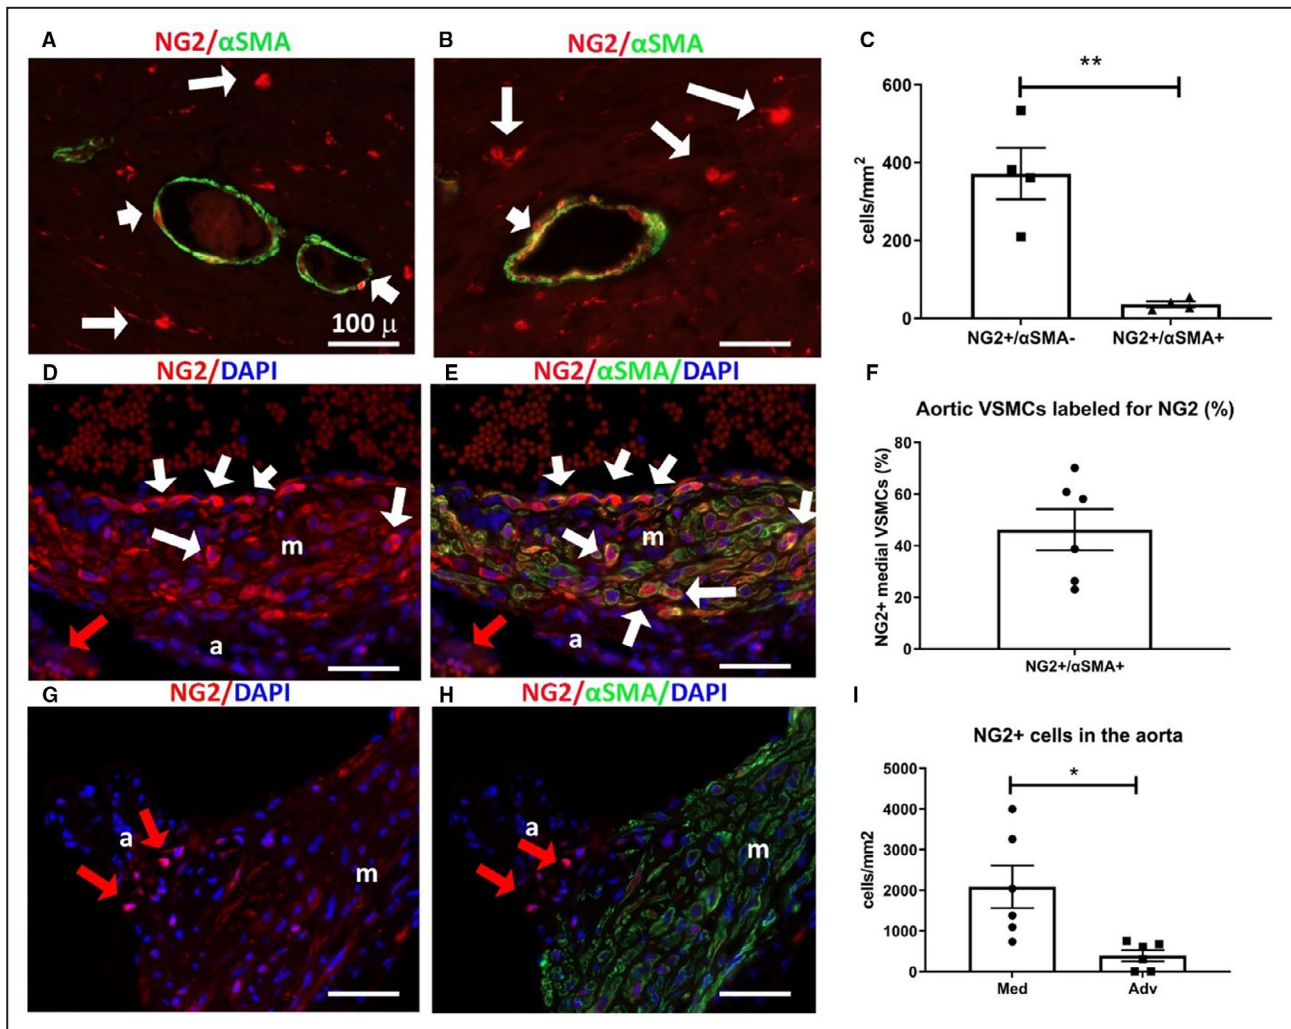 A
NG2/αSMA
100 μ
B
NG2/αSMA
C
**
cells/mm²
600
400
200
0
NG2+/αSMA-
NG2+/αSMA+
D
NG2/DAPI
m
a
E
NG2/αSMA/DAPI
m
a
F
Aortic VSMCs labeled for NG2 (%)
NG2+ medial VSMCs (%)
80
60
40
20
0
NG2+/αSMA+
G
NG2/DAPI
a
m
H
NG2/αSMA/DAPI
a
m
I
NG2+ cells in the aorta
*
cells/mm2
5000
4000
3000
2000
1000
0
Med
Adv